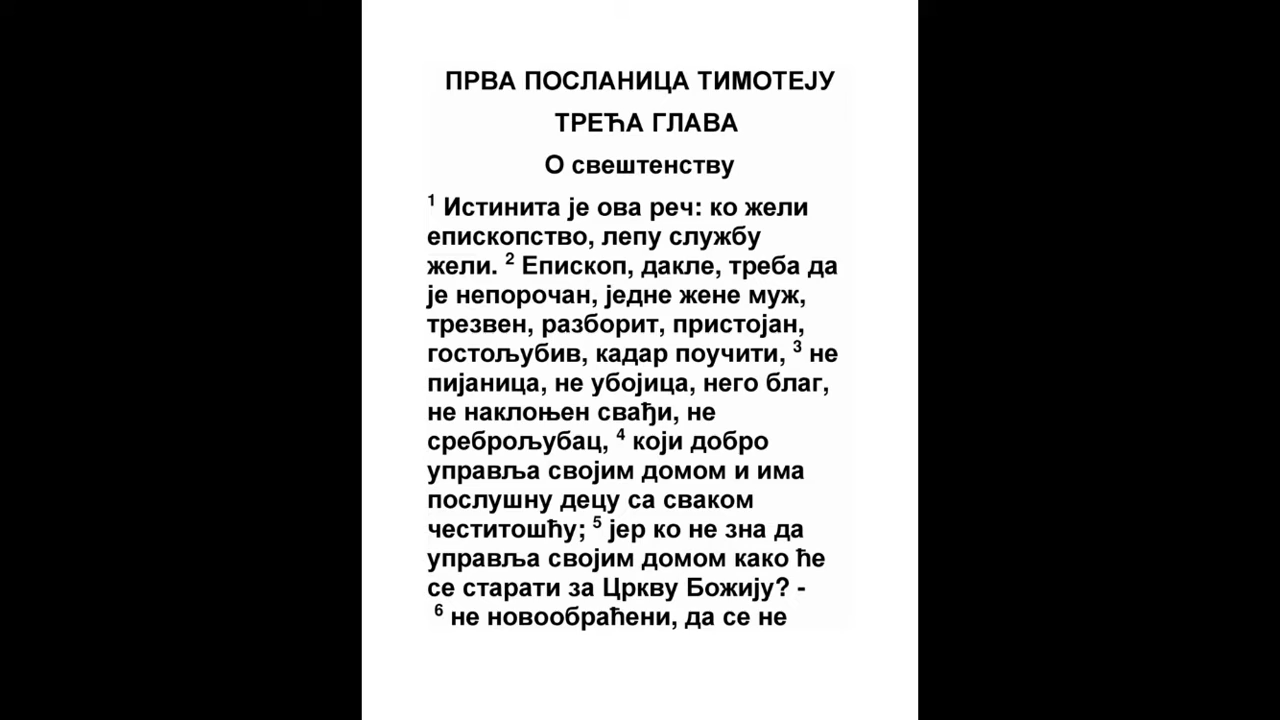 ПРВА ПОСЛАНИЦА ТИМОТЕЈУ
ТРЕЋА ГЛАВА
О свештенству
¹ Истинита је ова реч: ко жели
епископство, лепу службу
жели. ² Епископ, дакле, треба да
је непорочан, једне жене муж,
трезвен, разборит, пристојан,
гостољубив, кадар поучити, ³ не
пијаница, не убојица, него благ,
не наклоњен свађи, не
среброљубац, ⁴ који добро
управља својим домом и има
послушну децу са сваком
честитошћу; ⁵ јер ко не зна да
управља својим домом како ће
се старати за Цркву Божију? -
⁶ не новообраћени, да се не